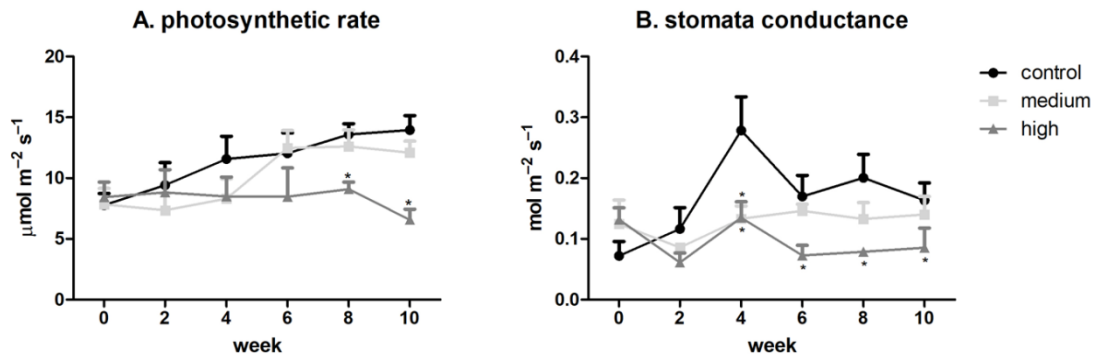 A. photosynthetic rate
μmol m⁻² s⁻¹
20
15
10
5
0
0 2 4 6 8 10
week
*
*
B. stomata conductance
mol m⁻² s⁻¹
0.4
0.3
0.2
0.1
0.0
0 2 4 6 8 10
week
*
*
*
*
*
control
medium
high